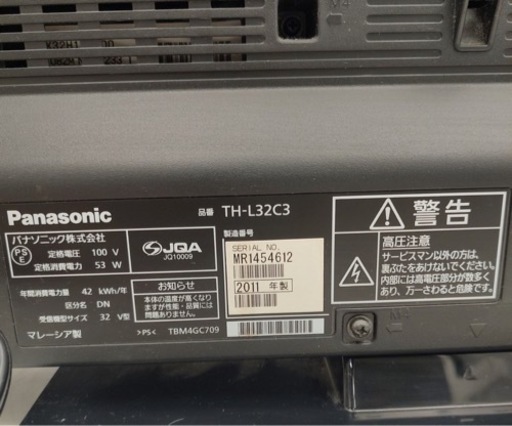 Panasonic
品番 TH-L32C3
パナソニック株式会社
PS
E
定格電圧 100 V
定格消費電力 53 W
年間消費電力量 42 kWh/年
区分名 DN
受信機型サイズ 32 V型
マレーシア製
>PS<
TBM4GC709
JQA
JQ10009
お知らせ
本体の温度が高くなり
ますが性能・品質には
問題ありません。
製造番号
SERIAL NO.
MR1454612
2011 年製
警告
高圧注意
サービスマン以外の方は、
裏ぶたをあけないでください。
内部には高電圧部分が数多く
あり、万一さわると危険です。
M4
M4